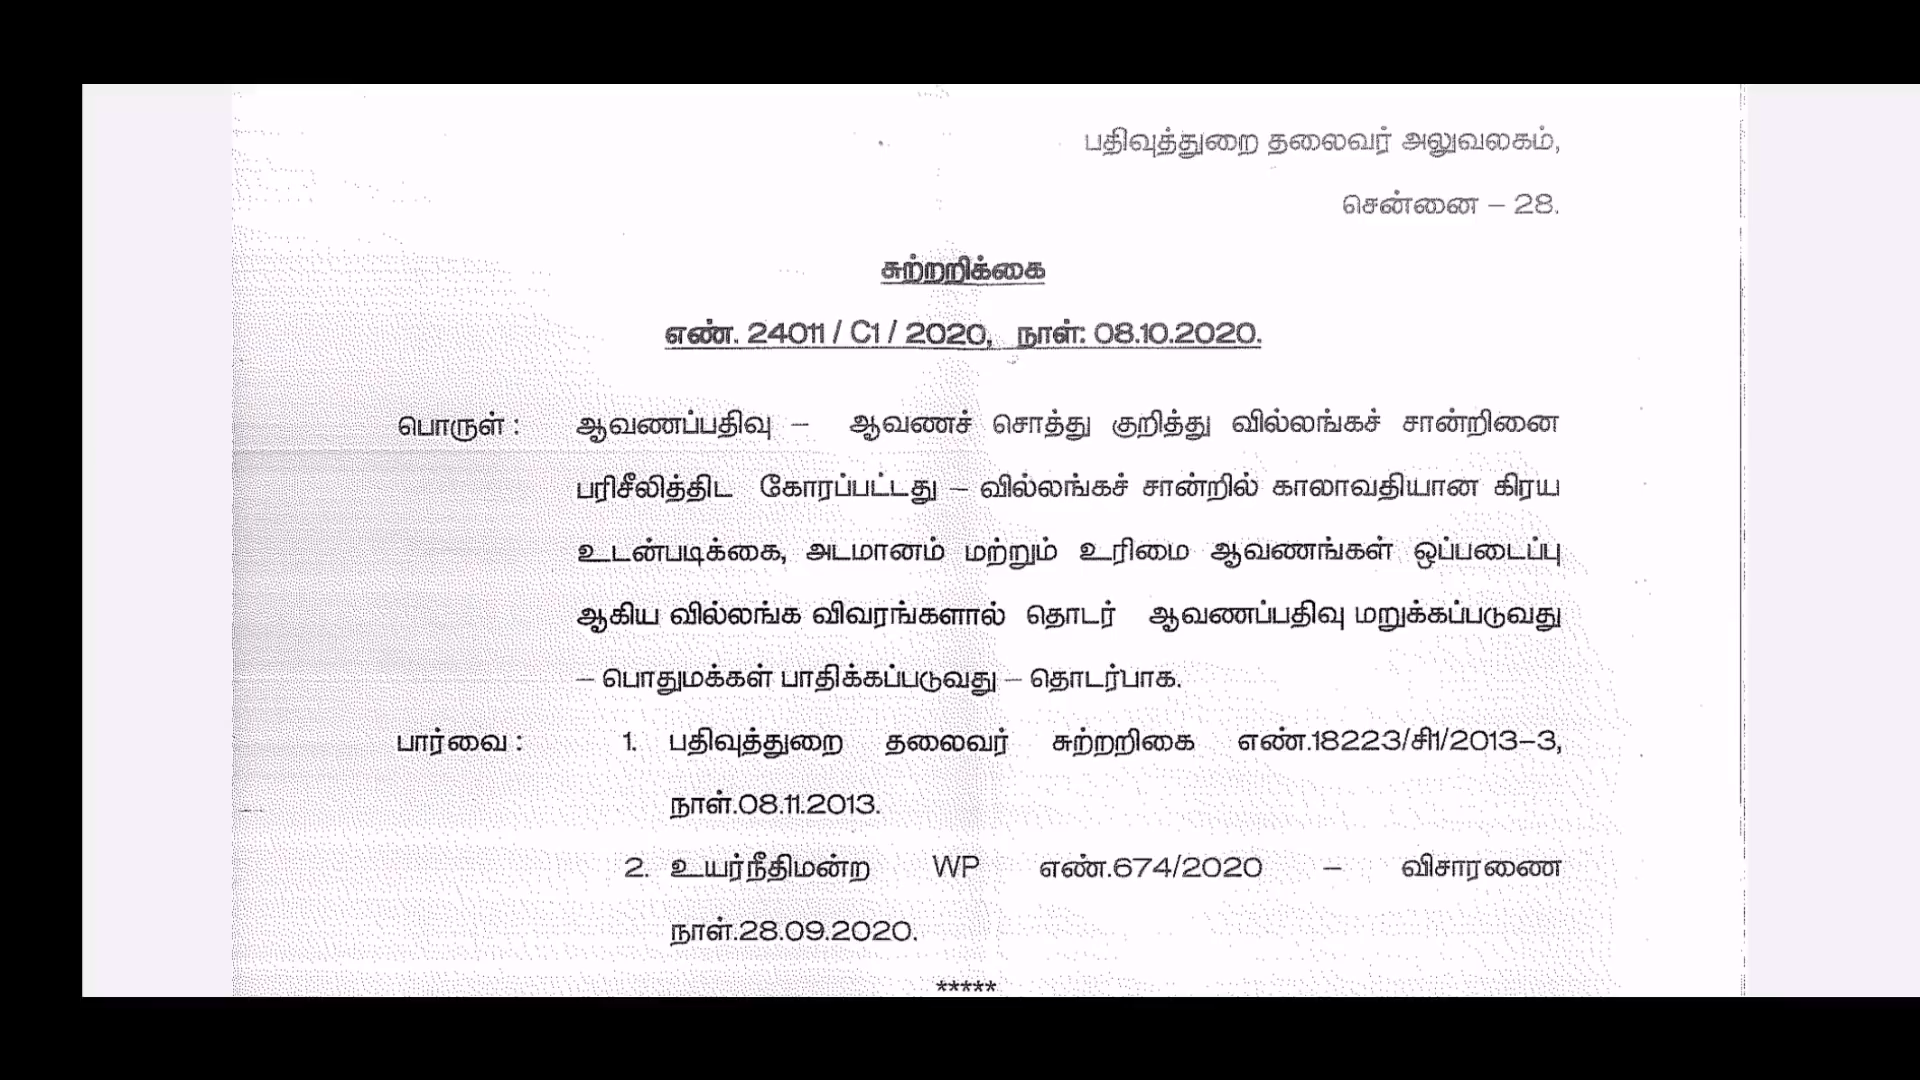 பதிவுத்துறை தலைவர் அலுவலகம்,
சென்னை – 28.
சுற்றறிக்கை
எண். 24011 / C1 / 2020, நாள்: 08.10.2020.
பொருள் : ஆவணப்பதிவு – ஆவணச் சொத்து குறித்து வில்லங்கச் சான்றினை
பரிசீலித்திட கோரப்பட்டது – வில்லங்கச் சான்றில் காலாவதியான கிரய
உடன்படிக்கை, அடமானம் மற்றும் உரிமை ஆவணங்கள் ஒப்படைப்பு
ஆகிய வில்லங்க விவரங்களால் தொடர் ஆவணப்பதிவு மறுக்கப்படுவது
– பொதுமக்கள் பாதிக்கப்படுவது – தொடர்பாக.
பார்வை : 1. பதிவுத்துறை தலைவர் சுற்றறிகை எண்.18223/சி1/2013–3,
நாள்.08.11.2013.
2. உயர்நீதிமன்ற WP எண்.674/2020 – விசாரணை
நாள்.28.09.2020.
*****